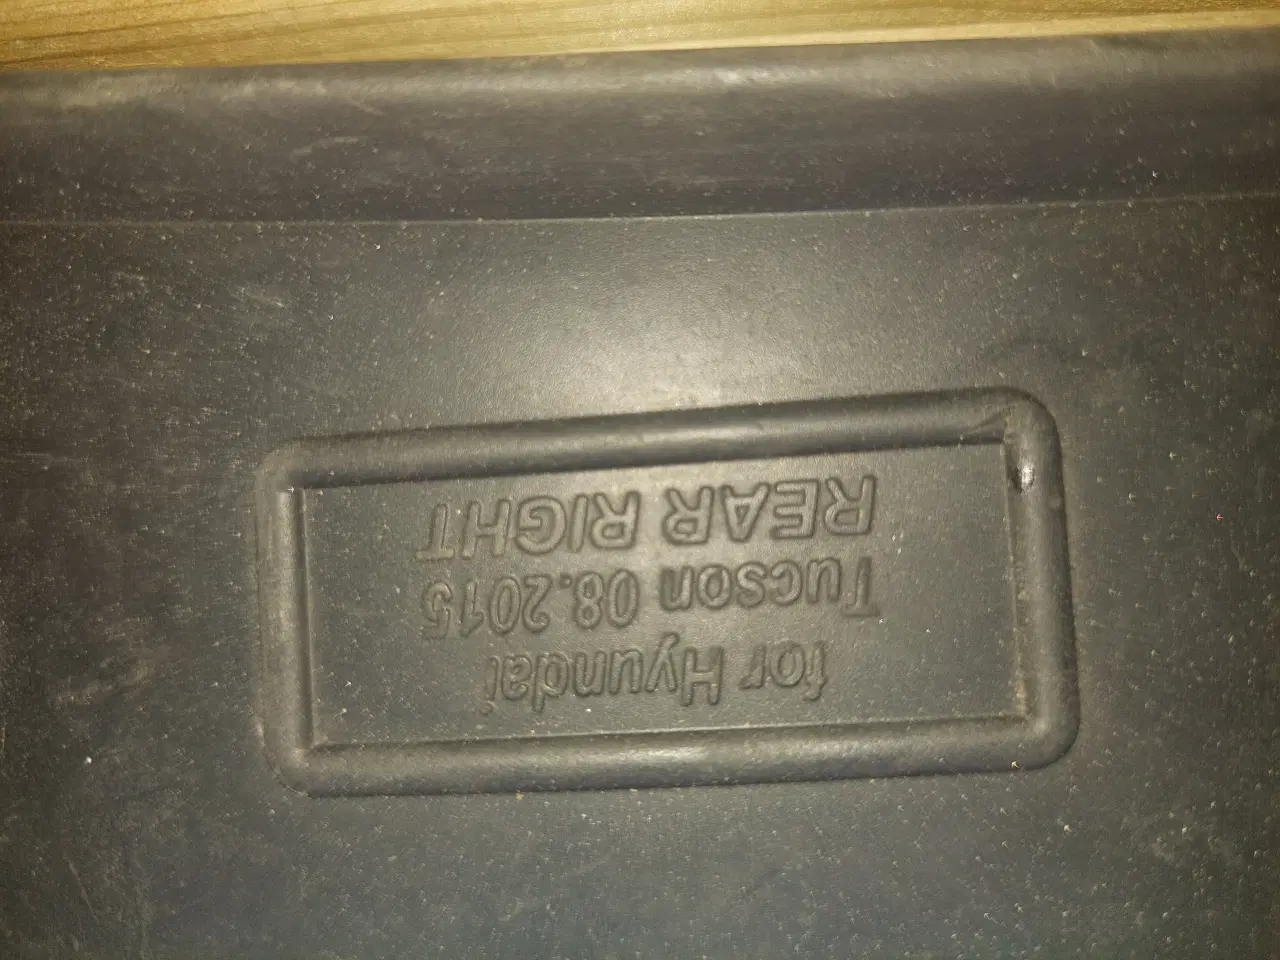 for Hyundai
Tucson 08.2015
REAR RIGHT